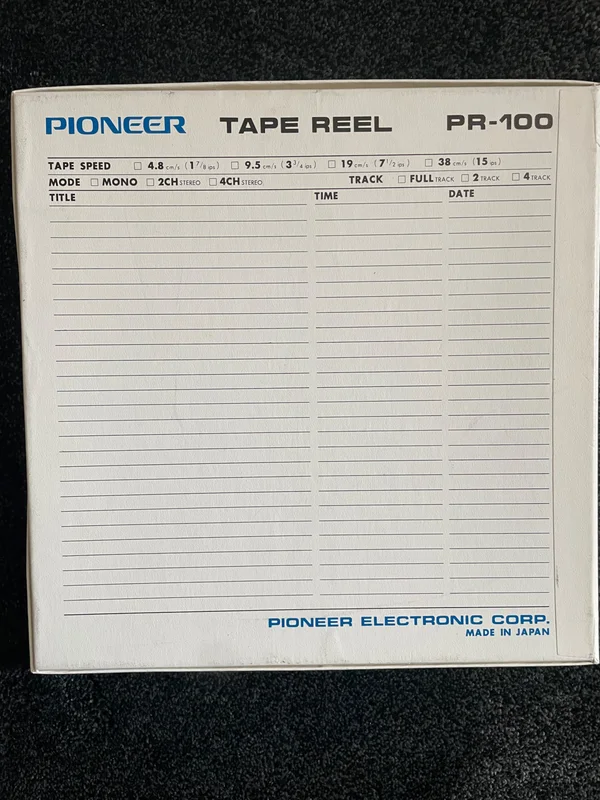 PIONEER TAPE REEL PR-100
TAPE SPEED □ 4.8 cm/s (1 7/8 ips) □ 9.5 cm/s (3 3/4 ips) □ 19 cm/s (7 1/2 ips) □ 38 cm/s (15 ips)
MODE □ MONO □ 2CH STEREO □ 4CH STEREO TRACK □ FULL TRACK □ 2 TRACK □ 4 TRACK
TITLE TIME DATE
PIONEER ELECTRONIC CORP.
MADE IN JAPAN